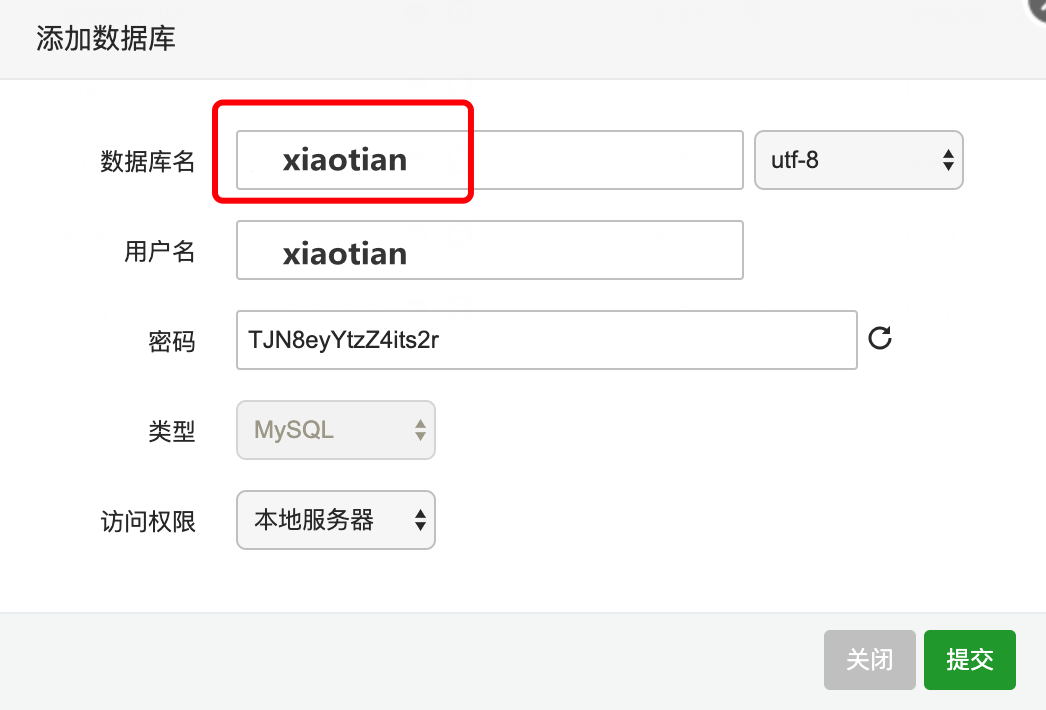 添加数据库
数据库名 xiaotian utf-8
用户名 xiaotian
密码 TJN8eyYtzZ4its2r
类型 MySQL
访问权限 本地服务器
关闭 提交